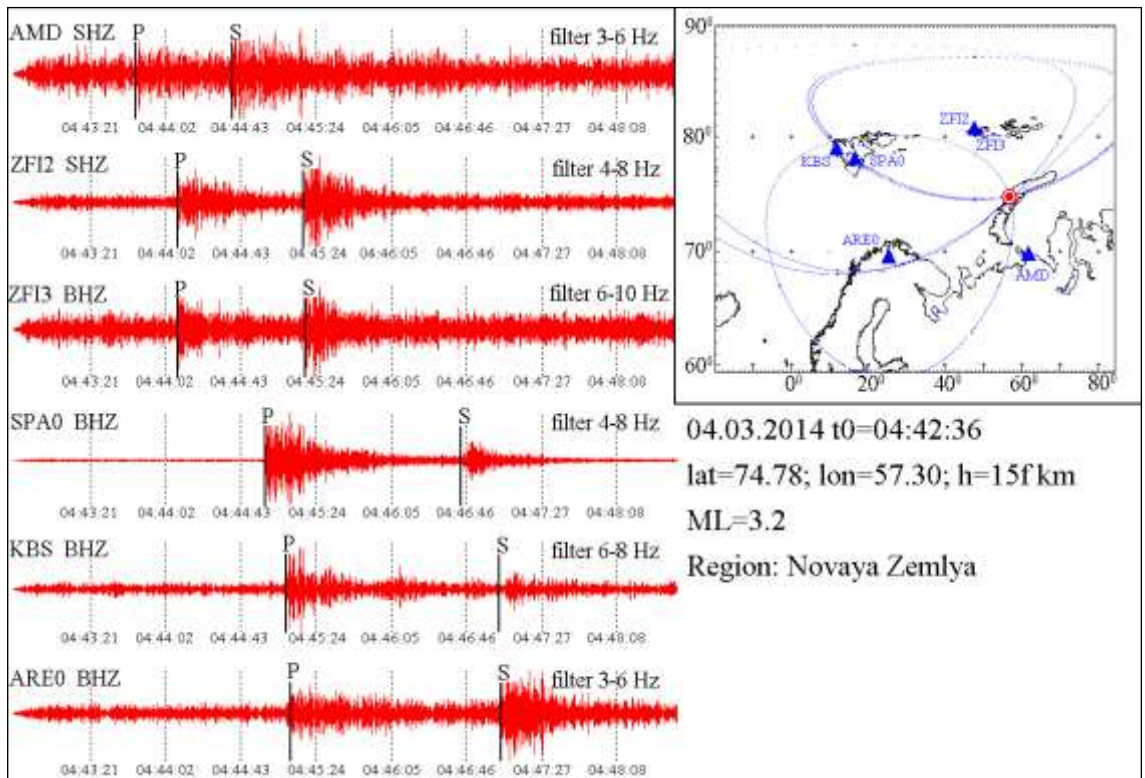 AMD SHZ P S filter 3-6 Hz
04:43:21 04:44:02 04:44:43 04:45:24 04:46:05 04:46:46 04:47:27 04:48:08
ZFI2 SHZ P S filter 4-8 Hz
04:43:21 04:44:02 04:44:43 04:45:24 04:46:05 04:46:46 04:47:27 04:48:08
ZFI3 BHZ P S filter 6-10 Hz
04:43:21 04:44:02 04:44:43 04:45:24 04:46:05 04:46:46 04:47:27 04:48:08
SPA0 BHZ P S filter 4-8 Hz
04:43:21 04:44:02 04:44:43 04:45:24 04:46:05 04:46:46 04:47:27 04:48:08
KBS BHZ P S filter 6-8 Hz
04:43:21 04:44:02 04:44:43 04:45:24 04:46:05 04:46:46 04:47:27 04:48:08
ARE0 BHZ P S filter 3-6 Hz
04:43:21 04:44:02 04:44:43 04:45:24 04:46:05 04:46:46 04:47:27 04:48:08
90⁰
80⁰
70⁰
60⁰
ZFI2
ZFI3
KBS
SPA0
ARE0
AMD
0⁰ 20⁰ 40⁰ 60⁰ 80⁰
04.03.2014 t0=04:42:36
lat=74.78; lon=57.30; h=15f km
ML=3.2
Region: Novaya Zemlya